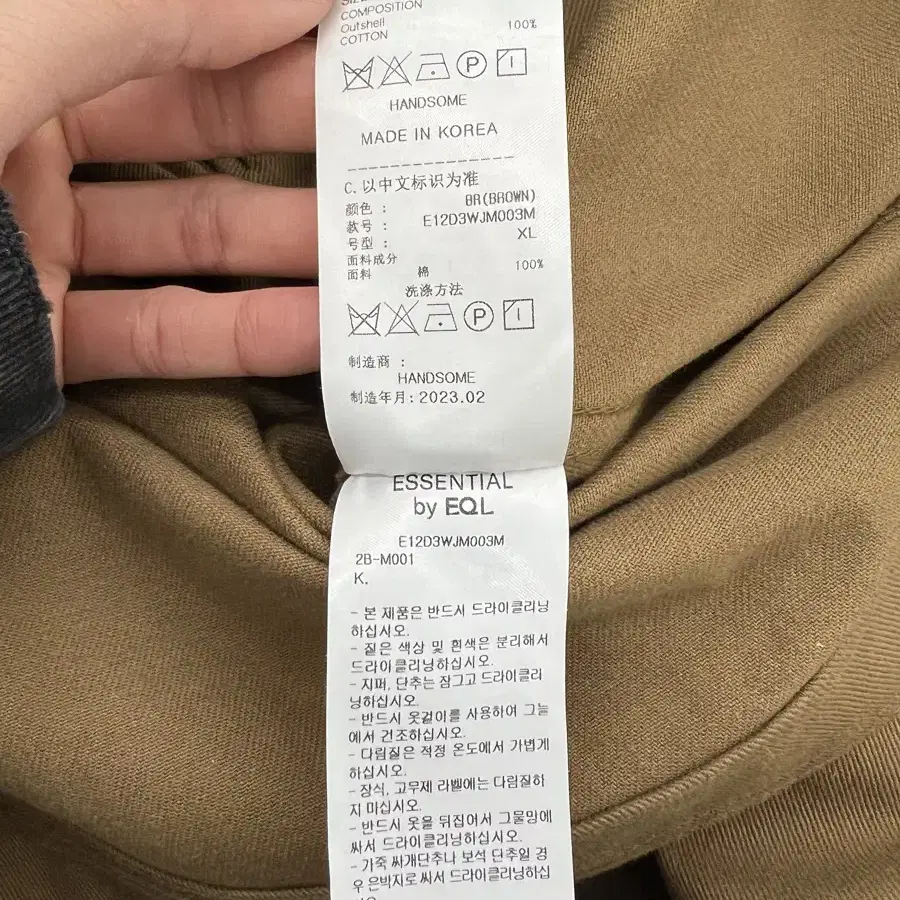 COMPOSITION
Outshell
COTTON 100%
HANDSOME
MADE IN KOREA
C. 以中文标识为准
颜色 : BR(BROWN)
款号 : E12D3WJM003M
号型 : XL
面料成分
面料 棉 100%
洗涤方法
制造商 :
HANDSOME
制造年月: 2023.02
ESSENTIAL
by EQL
E12D3WJM003M
2B-M001
K.
- 본 제품은 반드시 드라이클리닝
하십시오.
- 짙은 색상 및 흰색은 분리해서
드라이클리닝하십시오.
- 지퍼, 단추는 잠그고 드라이클리
닝하십시오.
- 반드시 옷걸이를 사용하여 그늘
에서 건조하십시오.
- 다림질은 적정 온도에서 가볍게
하십시오.
- 장식, 고무제 라벨에는 다림질하
지 마십시오.
- 반드시 옷을 뒤집어서 그물망에
싸서 드라이클리닝하십시오.
- 가죽 싸개단추나 보석 단추일 경
우 은박지로 싸서 드라이클리닝하십